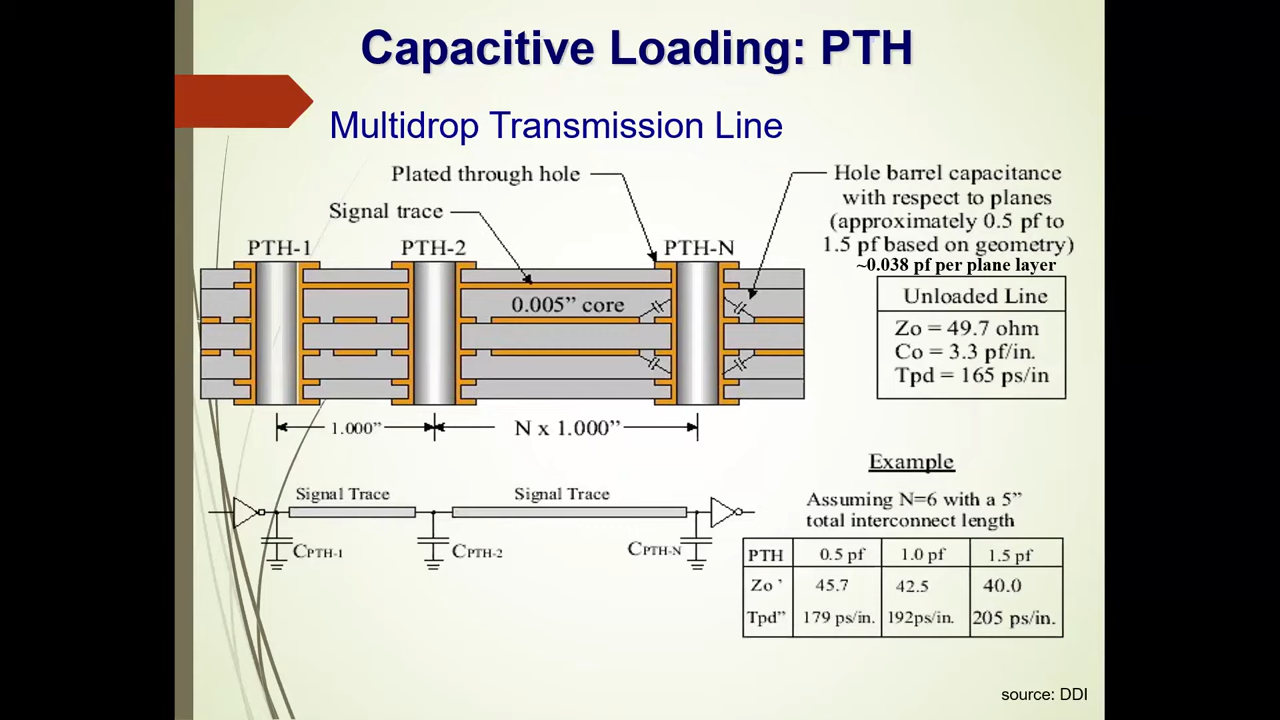 Capacitive Loading: PTH
Multidrop Transmission Line
Plated through hole
Signal trace
Hole barrel capacitance
with respect to planes
(approximately 0.5 pf to
1.5 pf based on geometry)
~0.038 pf per plane layer
PTH-1
PTH-2
PTH-N
0.005” core
1.000”
N x 1.000”
Unloaded Line
Zo = 49.7 ohm
Co = 3.3 pf/in.
Tpd = 165 ps/in
Signal Trace
Signal Trace
CPTH-1
CPTH-2
CPTH-N
Example
Assuming N=6 with a 5”
total interconnect length
PTH 0.5 pf 1.0 pf 1.5 pf
Zo ’ 45.7 42.5 40.0
Tpd” 179 ps/in. 192ps/in. 205 ps/in.
source: DDI